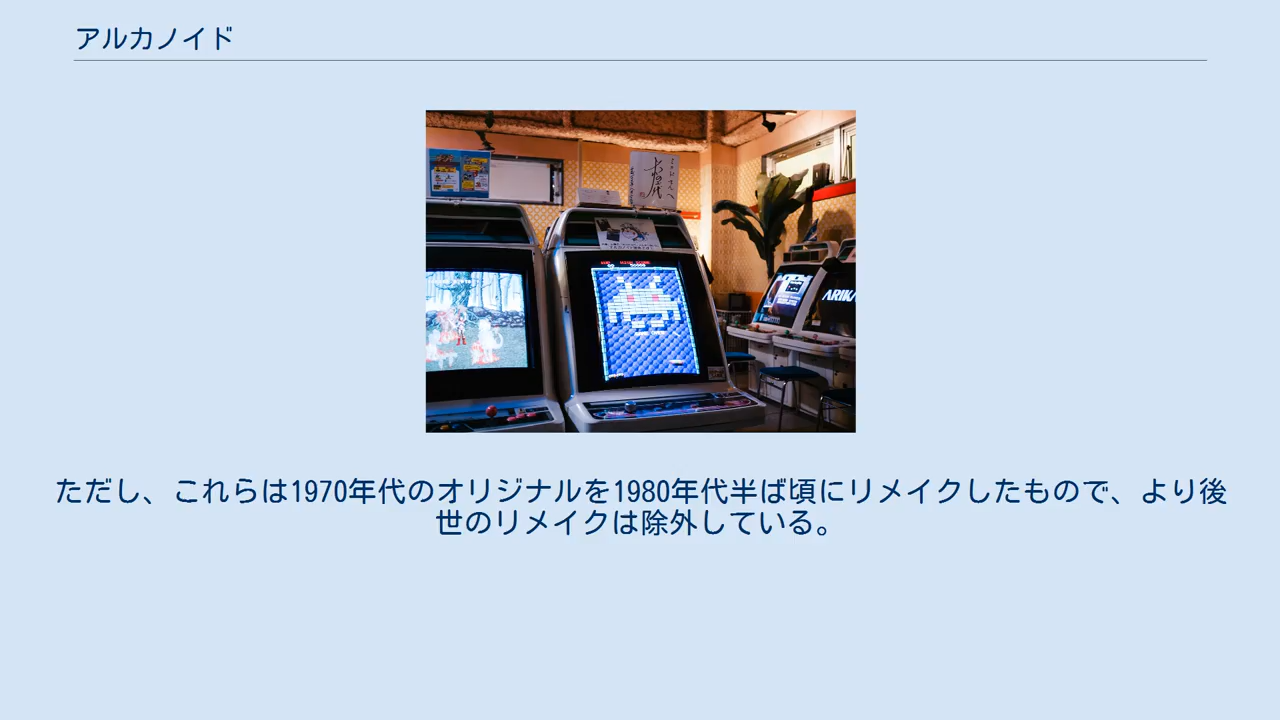 アルカノイド
ARIKA
ただし、これらは1970年代のオリジナルを1980年代半ば頃にリメイクしたもので、より後
世のリメイクは除外している。